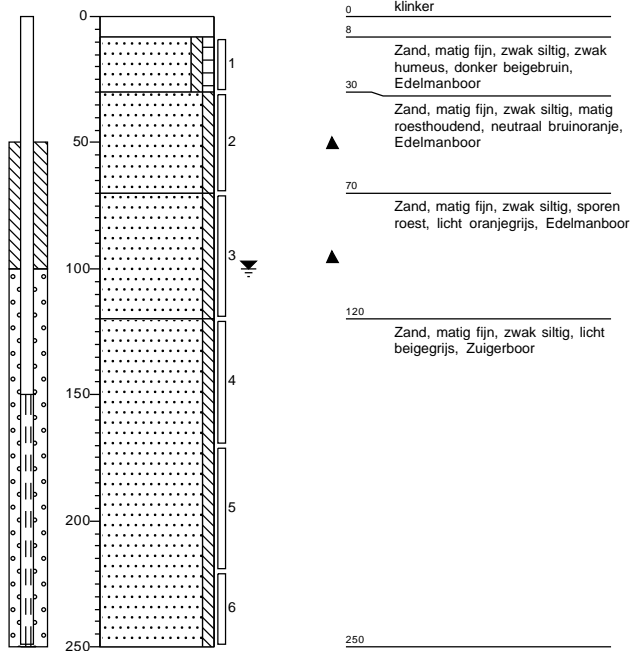 0
klinker
0
8
Zand, matig fijn, zwak siltig, zwak
humeus, donker beigebruin,
Edelmanboor
1
30
Zand, matig fijn, zwak siltig, matig
roesthoudend, neutraal bruinoranje,
Edelmanboor
2
50
70
Zand, matig fijn, zwak siltig, sporen
roest, licht oranjegrijs, Edelmanboor
3
100
120
Zand, matig fijn, zwak siltig, licht
beigegrijs, Zuigerboor
4
150
5
200
6
250
250